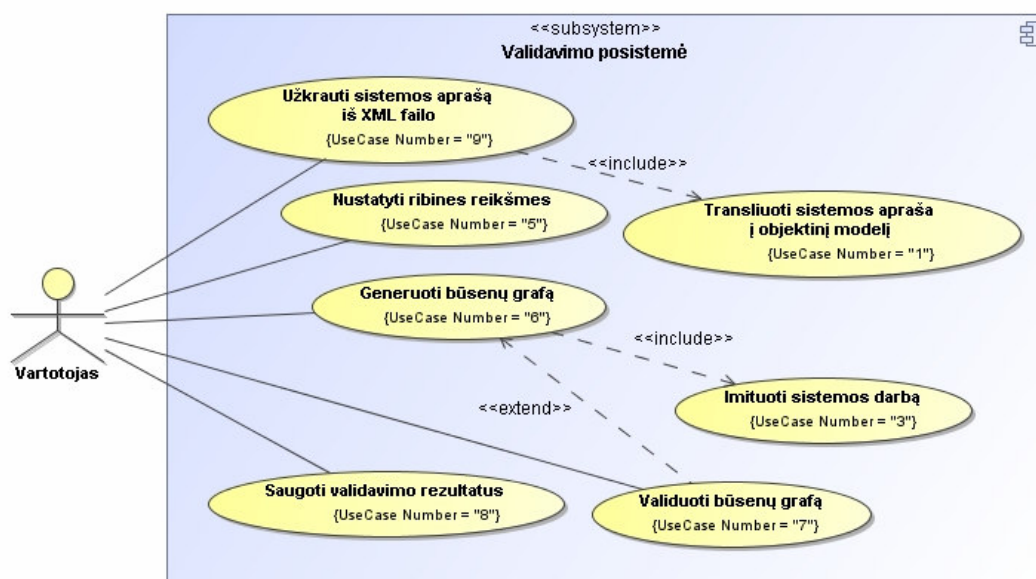 <<subsystem>>
Validavimo posistemė
Užkrauti sistemos aprašą
iš XML failo
{UseCase Number = "9"}
<<include>>
Nustatyti ribines reikšmes
{UseCase Number = "5"}
Transliuoti sistemos apraša
į objektinį modelį
{UseCase Number = "1"}
Generuoti būsenų grafą
{UseCase Number = "6"}
<<include>>
Vartotojas
Imituoti sistemos darbą
{UseCase Number = "3"}
<<extend>>
Saugoti validavimo rezultatus
{UseCase Number = "8"}
Validuoti būsenų grafą
{UseCase Number = "7"}